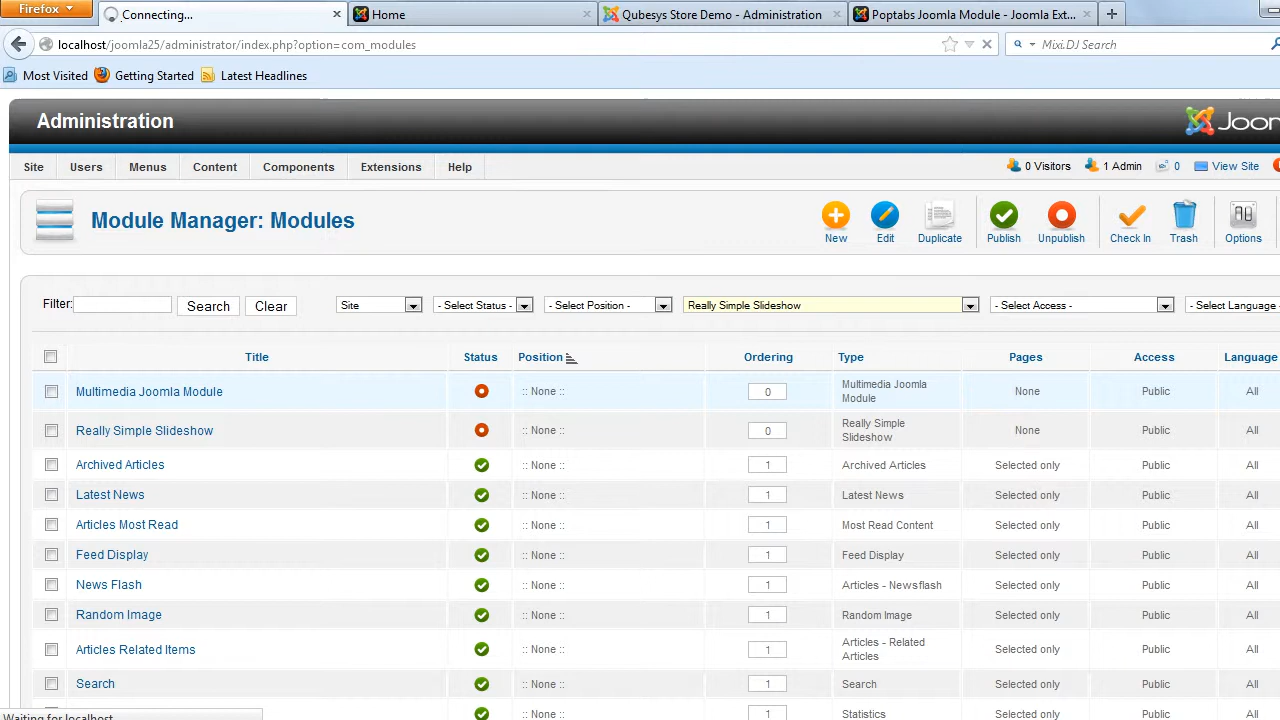 Firefox
Connecting...
Home
Qubesys Store Demo - Administration
Poptabs Joomla Module - Joomla Ext...
localhost/joomla25/administrator/index.php?option=com_modules
Mixi.DJ Search
Most Visited
Getting Started
Latest Headlines
Administration
Joom
Site
Users
Menus
Content
Components
Extensions
Help
0 Visitors
1 Admin
0
View Site
Module Manager: Modules
New
Edit
Duplicate
Publish
Unpublish
Check In
Trash
Options
Filter:
Search
Clear
Site
- Select Status -
- Select Position -
Really Simple Slideshow
- Select Access -
- Select Language -
Title
Status
Position
Ordering
Type
Pages
Access
Language
Multimedia Joomla Module
:: None ::
0
Multimedia Joomla
Module
None
Public
All
Really Simple Slideshow
:: None ::
0
Really Simple
Slideshow
None
Public
All
Archived Articles
:: None ::
1
Archived Articles
Selected only
Public
All
Latest News
:: None ::
1
Latest News
Selected only
Public
All
Articles Most Read
:: None ::
1
Most Read Content
Selected only
Public
All
Feed Display
:: None ::
1
Feed Display
Selected only
Public
All
News Flash
:: None ::
1
Articles - Newsflash
Selected only
Public
All
Random Image
:: None ::
1
Random Image
Selected only
Public
All
Articles Related Items
:: None ::
1
Articles - Related
Articles
Selected only
Public
All
Search
:: None ::
1
Search
Selected only
Public
All
:: None ::
1
Statistics
Selected only
Public
All
Waiting for localhost